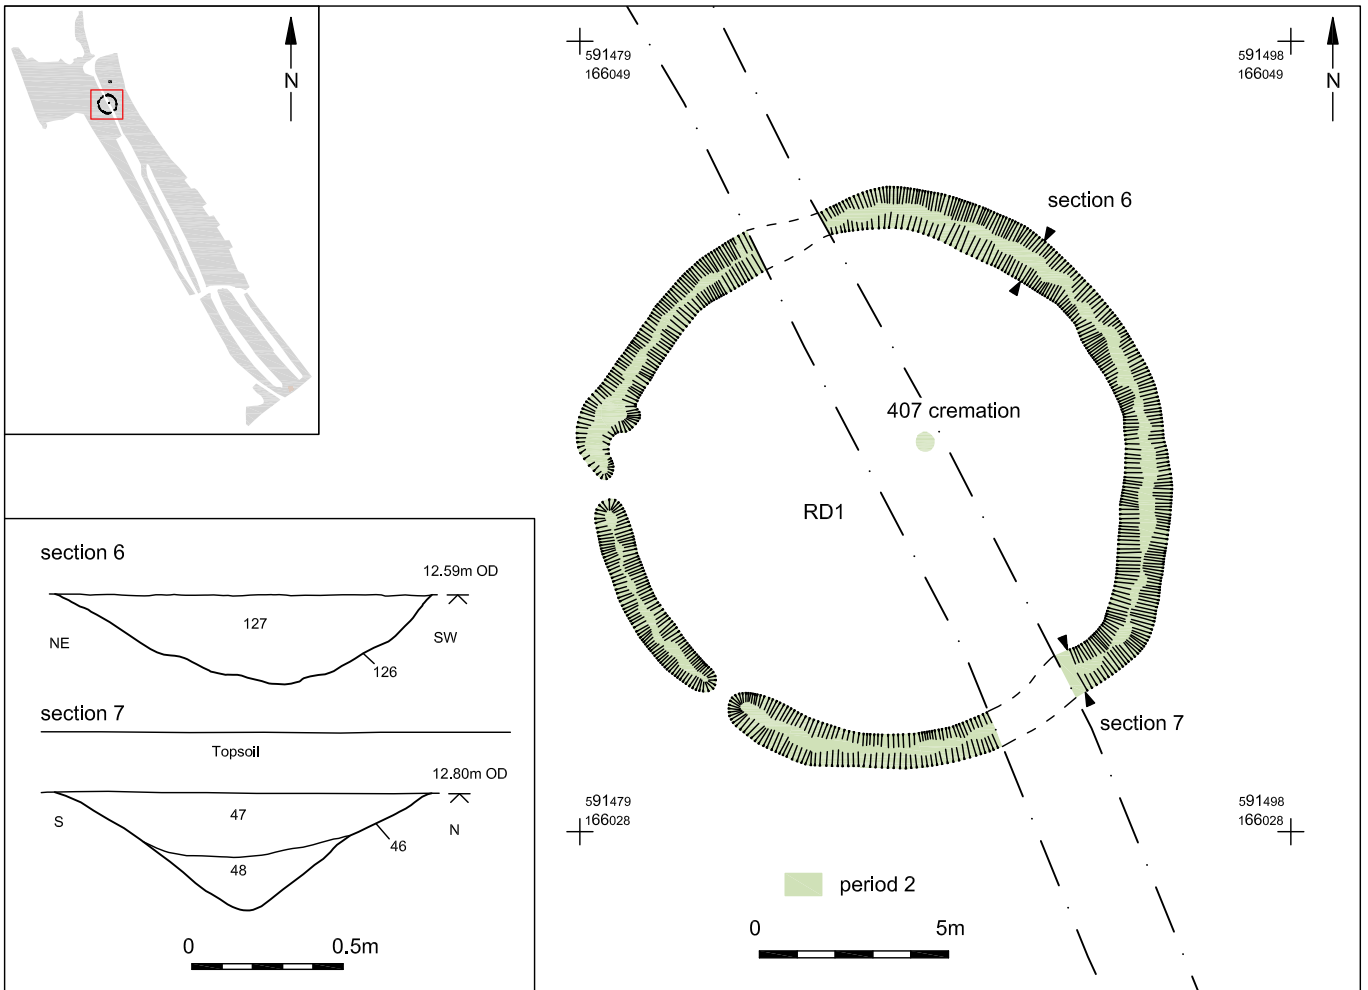 N
591479
166049
591498
166049
N
section 6
407 cremation
RD1
section 7
591479
166028
591498
166028
period 2
0 5m
section 6
12.59m OD
127
NE
SW
126
section 7
Topsoil
12.80m OD
47
S
N
46
48
0 0.5m